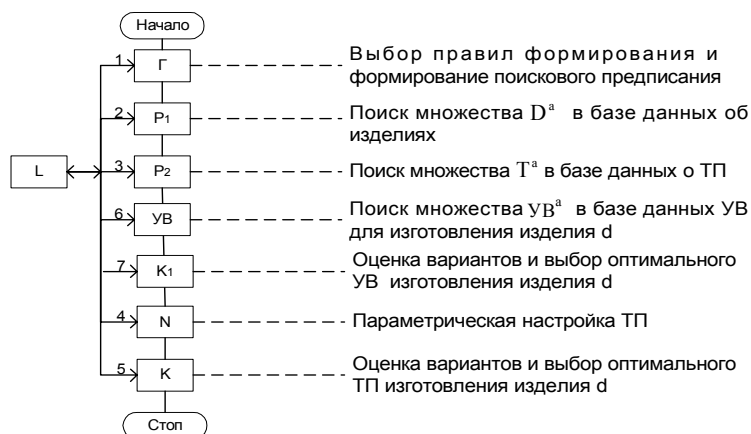 Начало
1 Г Выбор правил формирования и
формирование поискового предписания
2 P1 Поиск множества Dª в базе данных об
изделиях
L 3 P2 Поиск множества Tª в базе данных о ТП
6 УВ Поиск множества УВª в базе данных УВ
для изготовления изделия d
7 K1 Оценка вариантов и выбор оптимального
УВ изготовления изделия d
4 N Параметрическая настройка ТП
5 K Оценка вариантов и выбор оптимального
ТП изготовления изделия d
Стоп